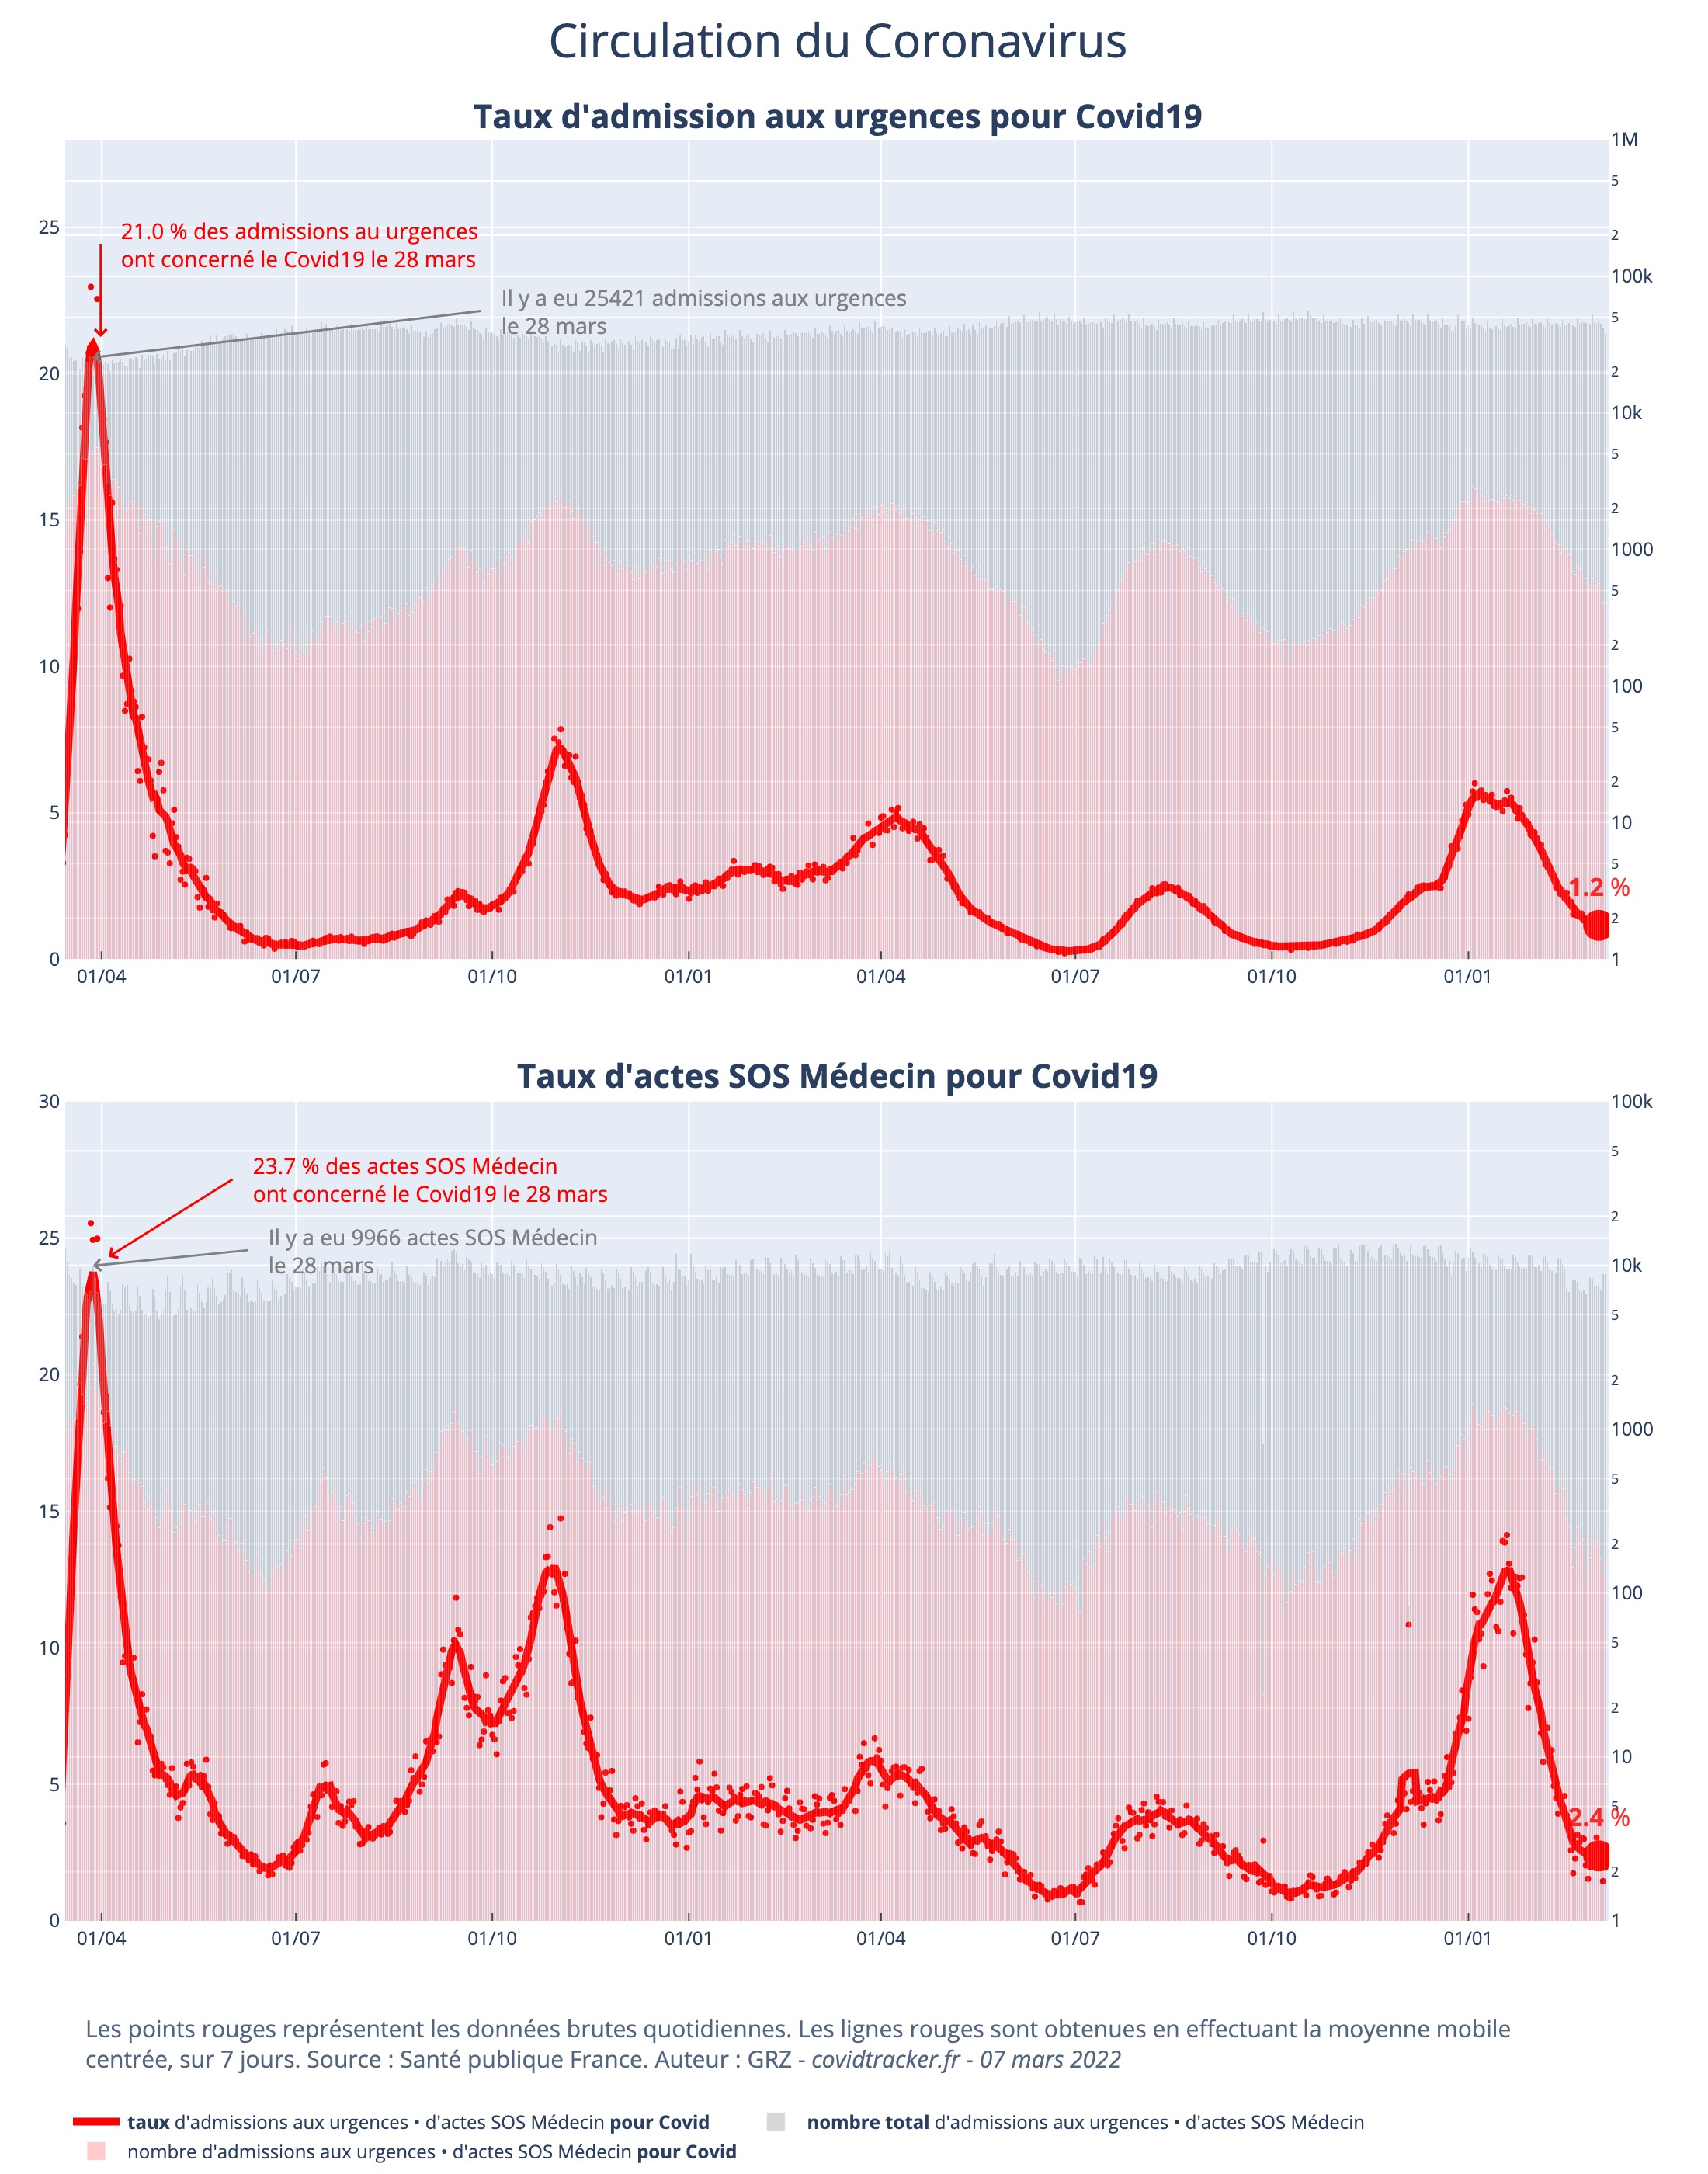 Circulation du Coronavirus
Taux d'admission aux urgences pour Covid19
1M
5
25
21.0 % des admissions au urgences
2
ont concerné le Covid19 le 28 mars
100k
Il y a eu 25421 admissions aux urgences
5
le 28 mars
20
2
10k
5
15
2
1000
5
10
2
100
5
2
5
10
5
1.2 %
2
0
1
01/04
01/07
01/10
01/01
01/04
01/07
01/10
01/01
Taux d'actes SOS Médecin pour Covid19
30
100k
5
23.7 % des actes SOS Médecin
ont concerné le Covid19 le 28 mars
2
25
Il y a eu 9966 actes SOS Médecin
le 28 mars
10k
5
20
2
1000
5
15
2
100
10
5
2
10
5
5
2.4 %
2
0
1
01/04
01/07
01/10
01/01
01/04
01/07
01/10
01/01
Les points rouges représentent les données brutes quotidiennes. Les lignes rouges sont obtenues en effectuant la moyenne mobile
centrée, sur 7 jours. Source : Santé publique France. Auteur : GRZ - covidtracker.fr - 07 mars 2022
taux d'admissions aux urgences • d'actes SOS Médecin pour Covid
nombre total d'admissions aux urgences • d'actes SOS Médecin
nombre d'admissions aux urgences • d'actes SOS Médecin pour Covid